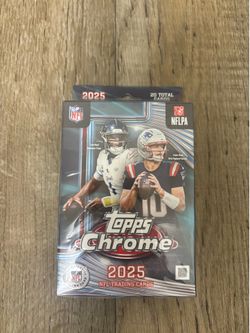 2025
20 TOTAL
CARDS
NFL
NFLPA
10
Topps
Chrome
2025
NFL TRADING CARDS